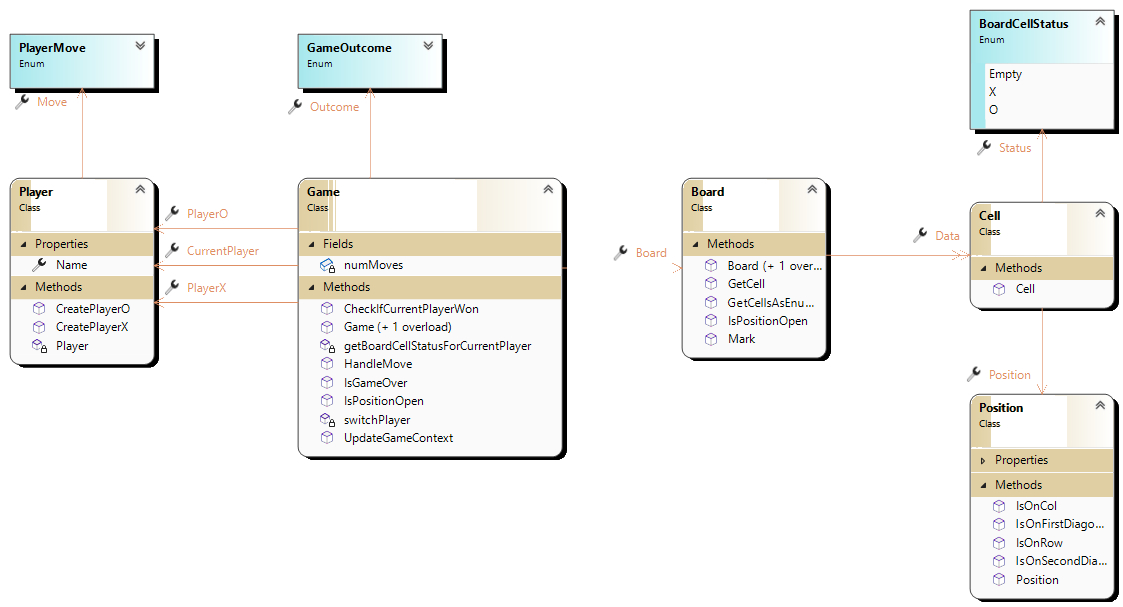 PlayerMove
Enum
Move
GameOutcome
Enum
Outcome
BoardCellStatus
Enum
Empty
X
O
Status
Player
Class
Properties
Name
Methods
CreatePlayerO
CreatePlayerX
Player
PlayerO
CurrentPlayer
PlayerX
Game
Class
Fields
numMoves
Methods
CheckIfCurrentPlayerWon
Game (+ 1 overload)
getBoardCellStatusForCurrentPlayer
HandleMove
IsGameOver
IsPositionOpen
switchPlayer
UpdateGameContext
Board
Board
Class
Methods
Board (+ 1 over...
GetCell
GetCellsAsEnu...
IsPositionOpen
Mark
Data
Cell
Class
Methods
Cell
Position
Position
Class
Properties
Methods
IsOnCol
IsOnFirstDiago...
IsOnRow
IsOnSecondDia...
Position